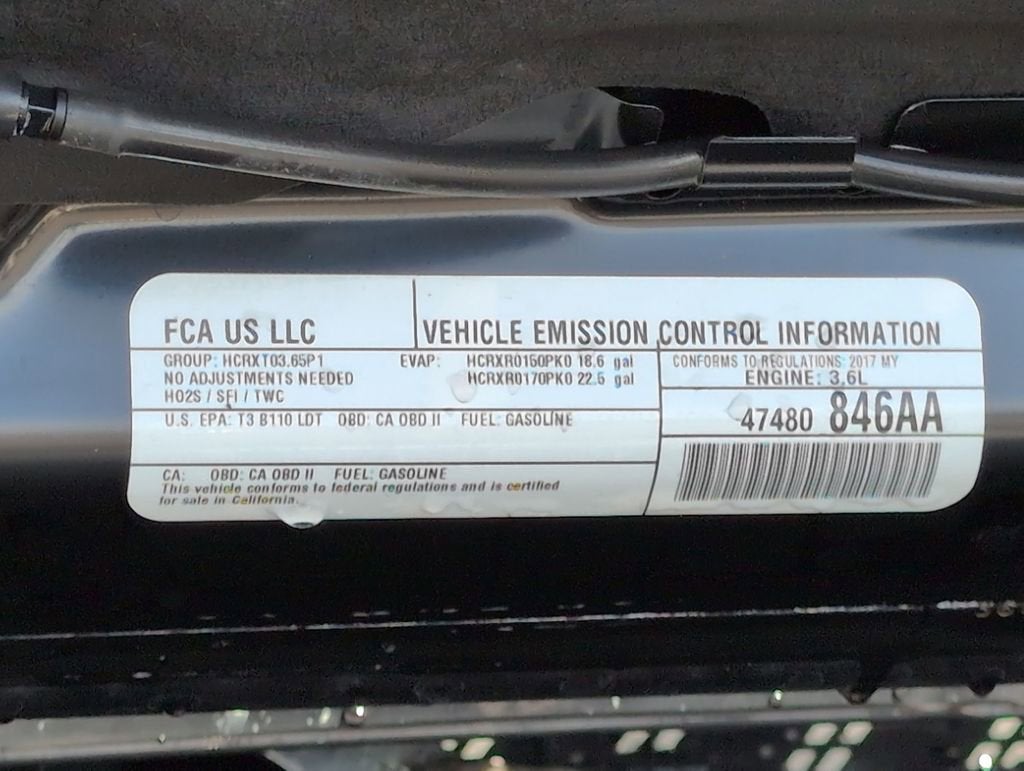 FCA US LLC
VEHICLE EMISSION CONTROL INFORMATION
GROUP: HCRXT03.65P1
NO ADJUSTMENTS NEEDED
HO2S / SFI / TWC
EVAP: HCRXR0150PK0 18.6 gal
HCRXR0170PK0 22.5 gal
CONFORMS TO REGULATIONS: 2017 MY
ENGINE: 3.6L
U.S. EPA: T3 B110 LDT OBD: CA OBD II FUEL: GASOLINE
47480 846AA
CA: OBD: CA OBD II FUEL: GASOLINE
This vehicle conforms to federal regulations and is certified
for sale in California.